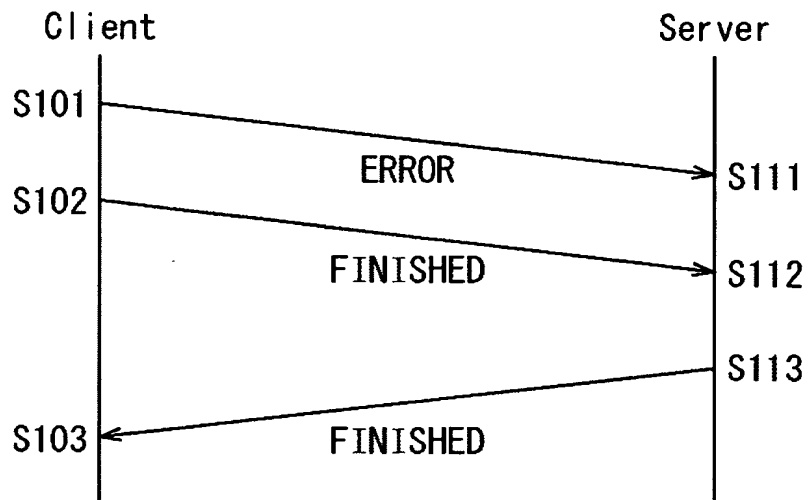 Client
Server
S101
ERROR
S111
S102
FINISHED
S112
S113
S103
FINISHED